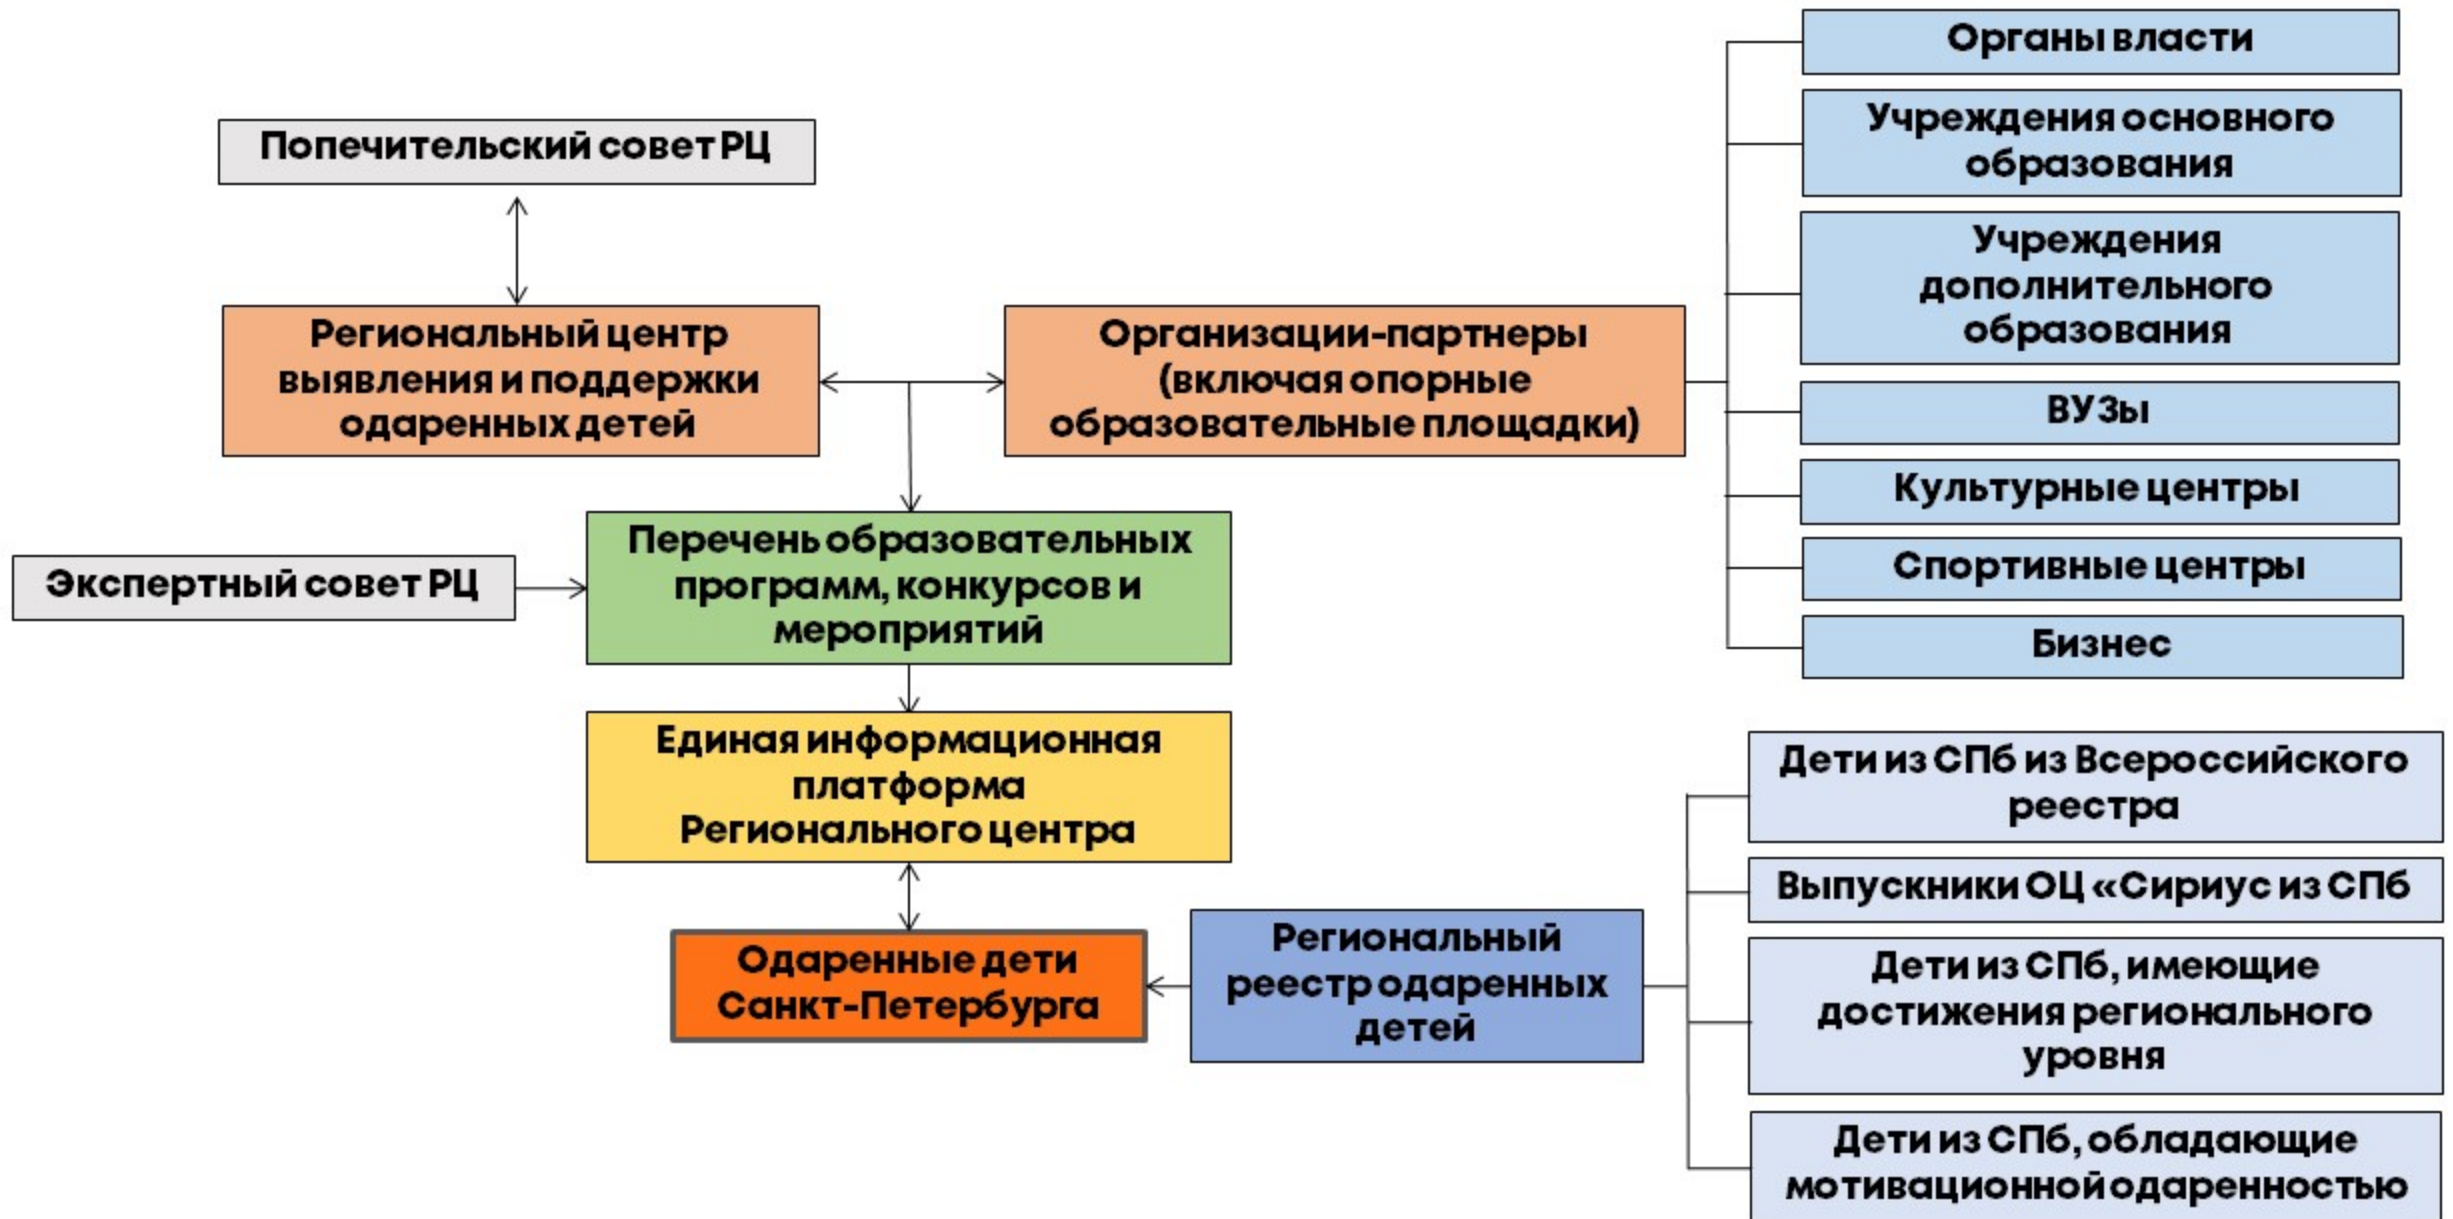 Попечительский совет РЦ
Региональный центр
выявления и поддержки
одаренных детей
Организации-партнеры
(включая опорные
образовательные площадки)
Органы власти
Учреждения основного
образования
Учреждения
дополнительного
образования
ВУЗы
Культурные центры
Спортивные центры
Бизнес
Экспертный совет РЦ
Перечень образовательных
программ, конкурсов и
мероприятий
Единая информационная
платформа
Регионального центра
Одаренные дети
Санкт-Петербурга
Региональный
реестр одаренных
детей
Дети из СПб из Всероссийского
реестра
Выпускники ОЦ «Сириус из СПб
Дети из СПб, имеющие
достижения регионального
уровня
Дети из СПб, обладающие
мотивационной одаренностью